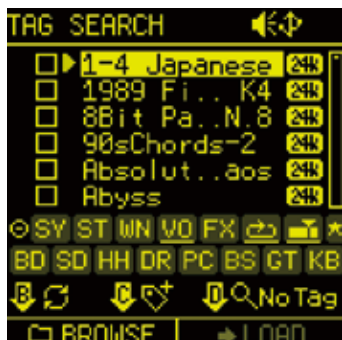 TAG SEARCH
1-4 Japanese 24k
1989 Fi.. K4 24k
8Bit Pa..N.8 24k
90sChords-2 24k
Absolut..aos 24k
Abyss 24k
SY ST WN VO FX
BD SD HH DR PC BS GT KB
B C D No Tag
BROWSE LOAD